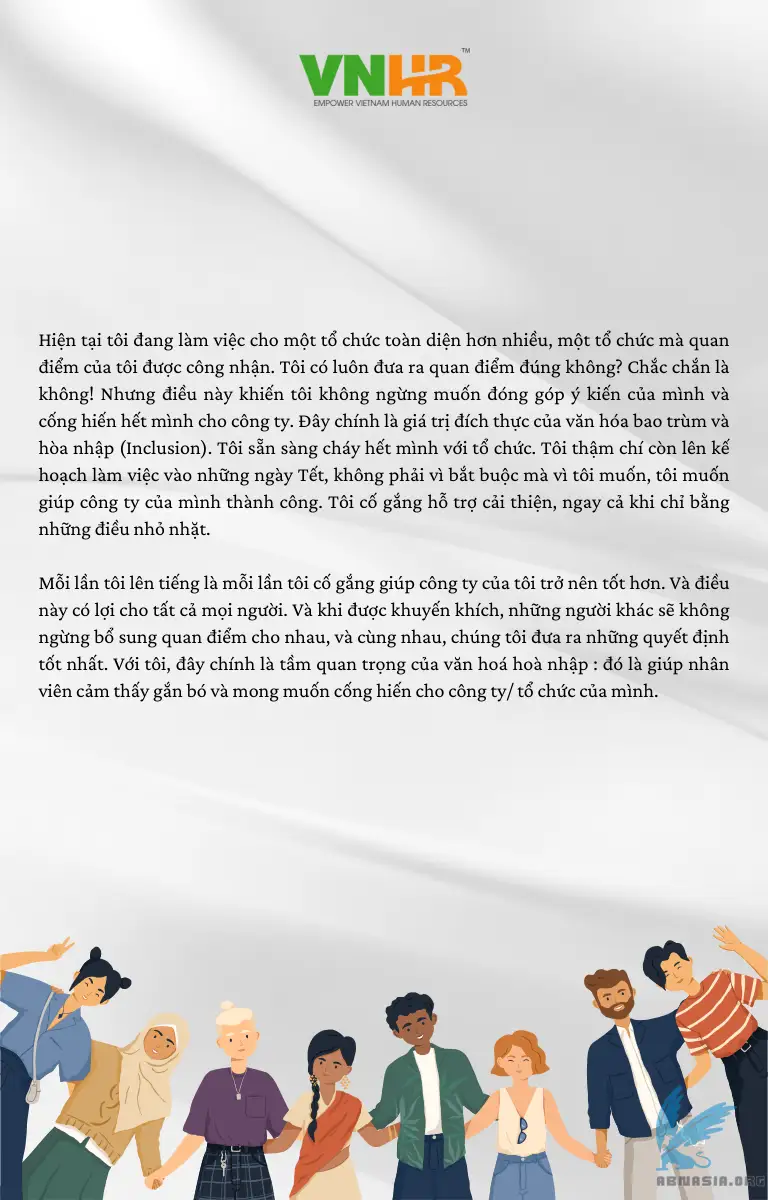 VNHR™
EMPOWER VIETNAM HUMAN RESOURCES
Hiện tại tôi đang làm việc cho một tổ chức toàn diện hơn nhiều, một tổ chức mà quan
điểm của tôi được công nhận. Tôi có luôn đưa ra quan điểm đúng không? Chắc chắn là
không! Nhưng điều này khiến tôi không ngừng muốn đóng góp ý kiến của mình và
cống hiến hết mình cho công ty. Đây chính là giá trị đích thực của văn hóa bao trùm và
hòa nhập (Inclusion). Tôi sẵn sàng cháy hết mình với tổ chức. Tôi thậm chí còn lên kế
hoạch làm việc vào những ngày Tết, không phải vì bắt buộc mà vì tôi muốn, tôi muốn
giúp công ty của mình thành công. Tôi cố gắng hỗ trợ cải thiện, ngay cả khi chỉ bằng
những điều nhỏ nhặt.
Mỗi lần tôi lên tiếng là mỗi lần tôi cố gắng giúp công ty của tôi trở nên tốt hơn. Và điều
này có lợi cho tất cả mọi người. Và khi được khuyến khích, những người khác sẽ không
ngừng bổ sung quan điểm cho nhau, và cùng nhau, chúng tôi đưa ra những quyết định
tốt nhất. Với tôi, đây chính là tầm quan trọng của văn hoá hoà nhập : đó là giúp nhân
viên cảm thấy gắn bó và mong muốn cống hiến cho công ty/ tổ chức của mình.
ABNASIA.ORG